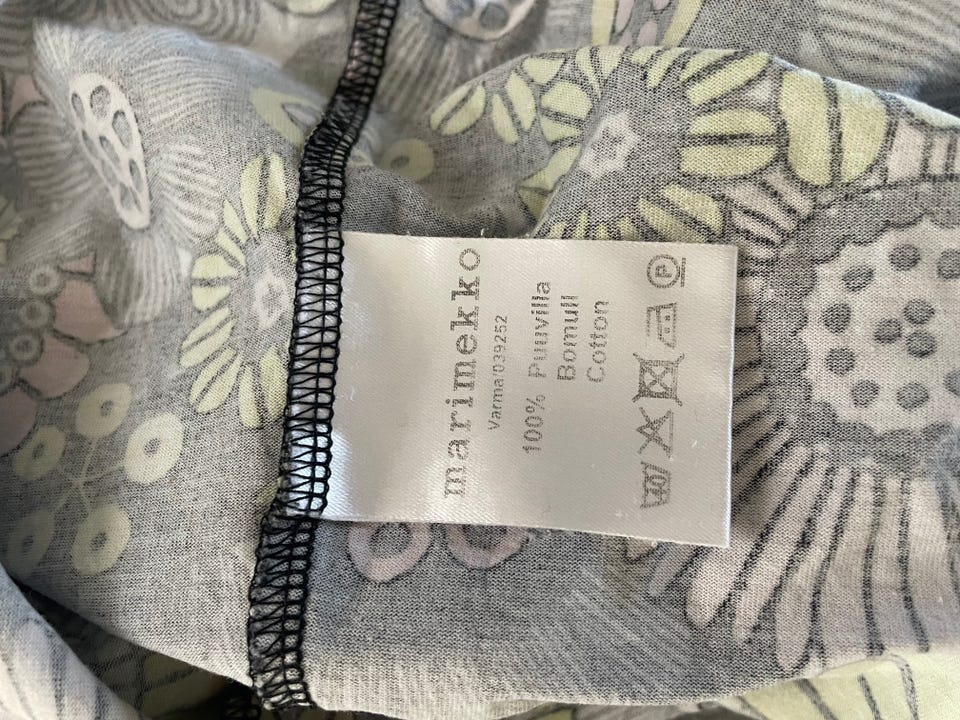 marimekko
Varma 039252
100% Puuvilla
Bomull
Cotton
P